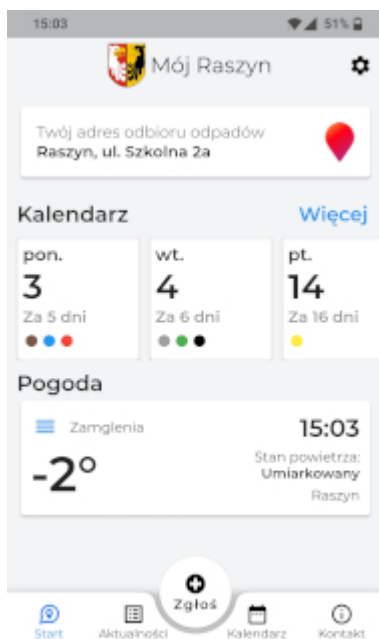 15:03 51%
Mój Raszyn
Twój adres odbioru odpadów
Raszyn, ul. Szkolna 2a
Kalendarz Więcej
pon. wt. pt.
3 4 14
Za 5 dni Za 6 dni Za 16 dni
Pogoda
Zamglenia 15:03
-2° Stan powietrza:
Umiarkowany
Raszyn
Zgłoś
Start Aktualności Kalendarz Kontakt